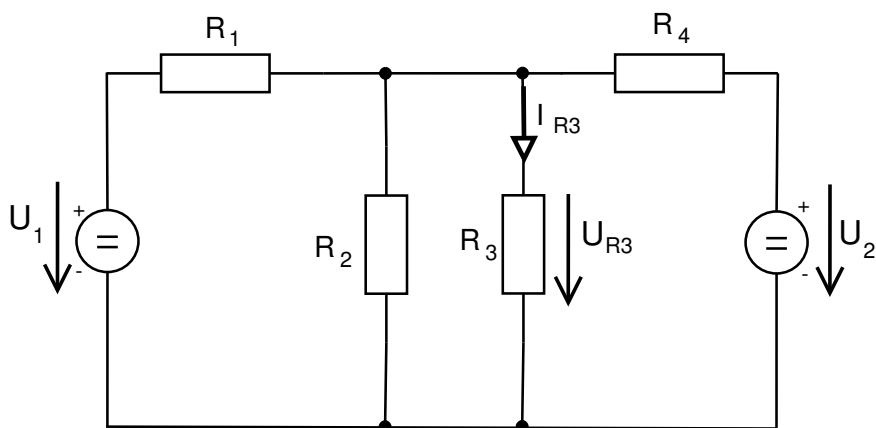 R1
R4
IR3
U1
+
=
-
R2
R3
UR3
+
=
-
U2